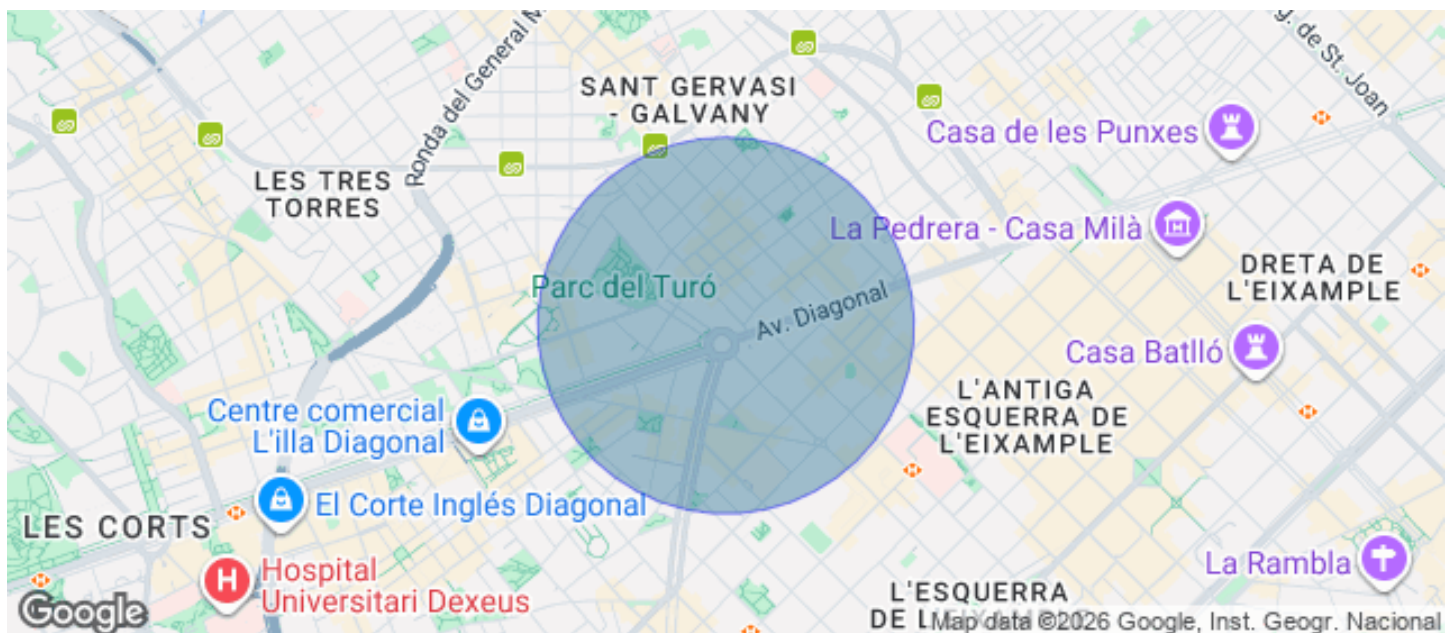 Ronda del General M
g. de St. Joan
SANT GERVASI
- GALVANY
Casa de les Punxes
LES TRES
TORRES
La Pedrera - Casa Milà
DRETA DE
L'EIXAMPLE
Parc del Turó
Av. Diagonal
Casa Batlló
L'ANTIGA
ESQUERRA DE
L'EIXAMPLE
Centre comercial
L'illa Diagonal
El Corte Inglés Diagonal
LES CORTS
La Rambla
Hospital
Universitari Dexeus
L'ESQUERRA
DE L'EIXAMPLE
Google
Map data ©2026 Google, Inst. Geogr. Nacional